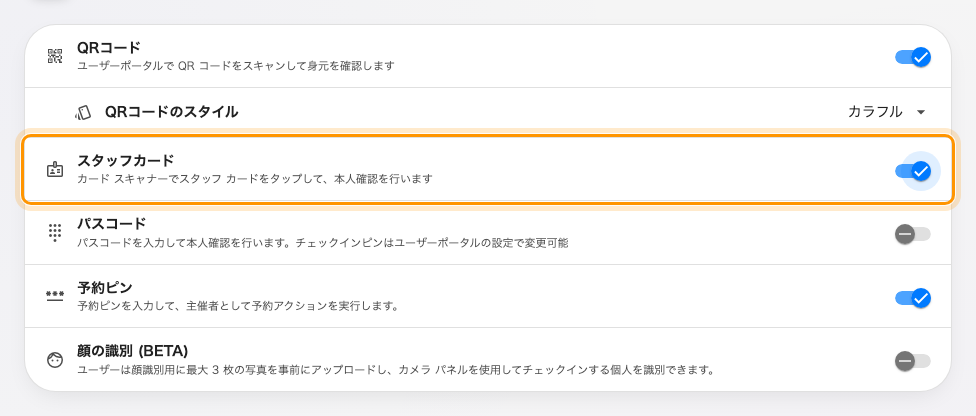 QRコード
ユーザーポータルで QR コードをスキャンして身元を確認します
QRコードのスタイル
カラフル
スタッフカード
カード スキャナーでスタッフ カードをタップして、本人確認を行います
パスコード
パスコードを入力して本人確認を行います。チェックインピンはユーザーポータルの設定で変更可能
予約ピン
予約ピンを入力して、主催者として予約アクションを実行します。
顔の識別 (BETA)
ユーザーは顔識別用に最大 3 枚の写真を事前にアップロードし、カメラ パネルを使用してチェックインする個人を識別できます。